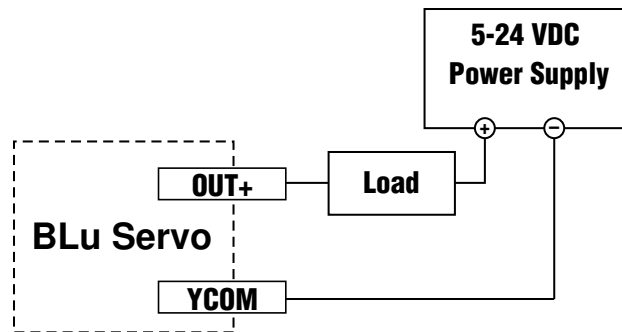 5-24 VDC
Power Supply
+ −
OUT+
Load
BLu Servo
YCOM